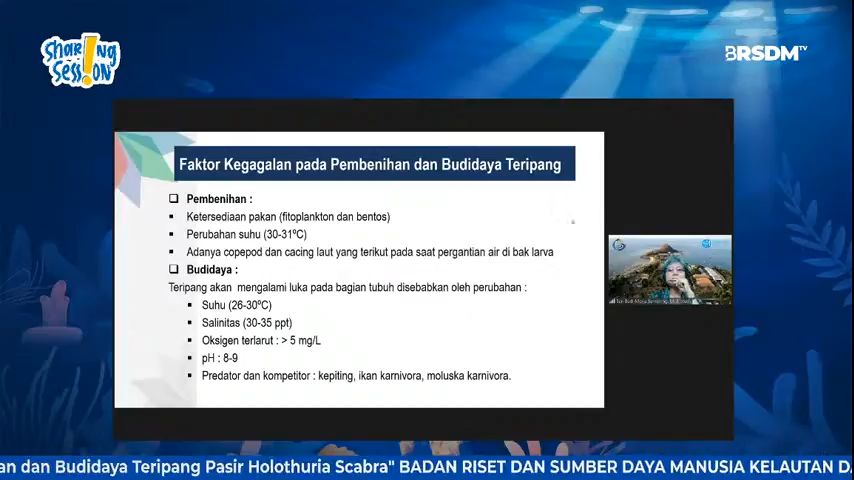 Sharing
Session
BRSDM TV
Faktor Kegagalan pada Pembenihan dan Budidaya Teripang
Pembenihan :
Ketersediaan pakan (fitoplankton dan bentos)
Perubahan suhu (30-31⁰C)
Adanya copepod dan cacing laut yang terikut pada saat pergantian air di bak larva
Budidaya :
Teripang akan mengalami luka pada bagian tubuh disebabkan oleh perubahan :
Suhu (26-30⁰C)
Salinitas (30-35 ppt)
Oksigen terlarut : > 5 mg/L
pH : 8-9
Predator dan kompetitor : kepiting, ikan karnivora, moluska karnivora.
an dan Budidaya Teripang Pasir Holothuria Scabra" BADAN RISET DAN SUMBER DAYA MANUSIA KELAUTAN DA